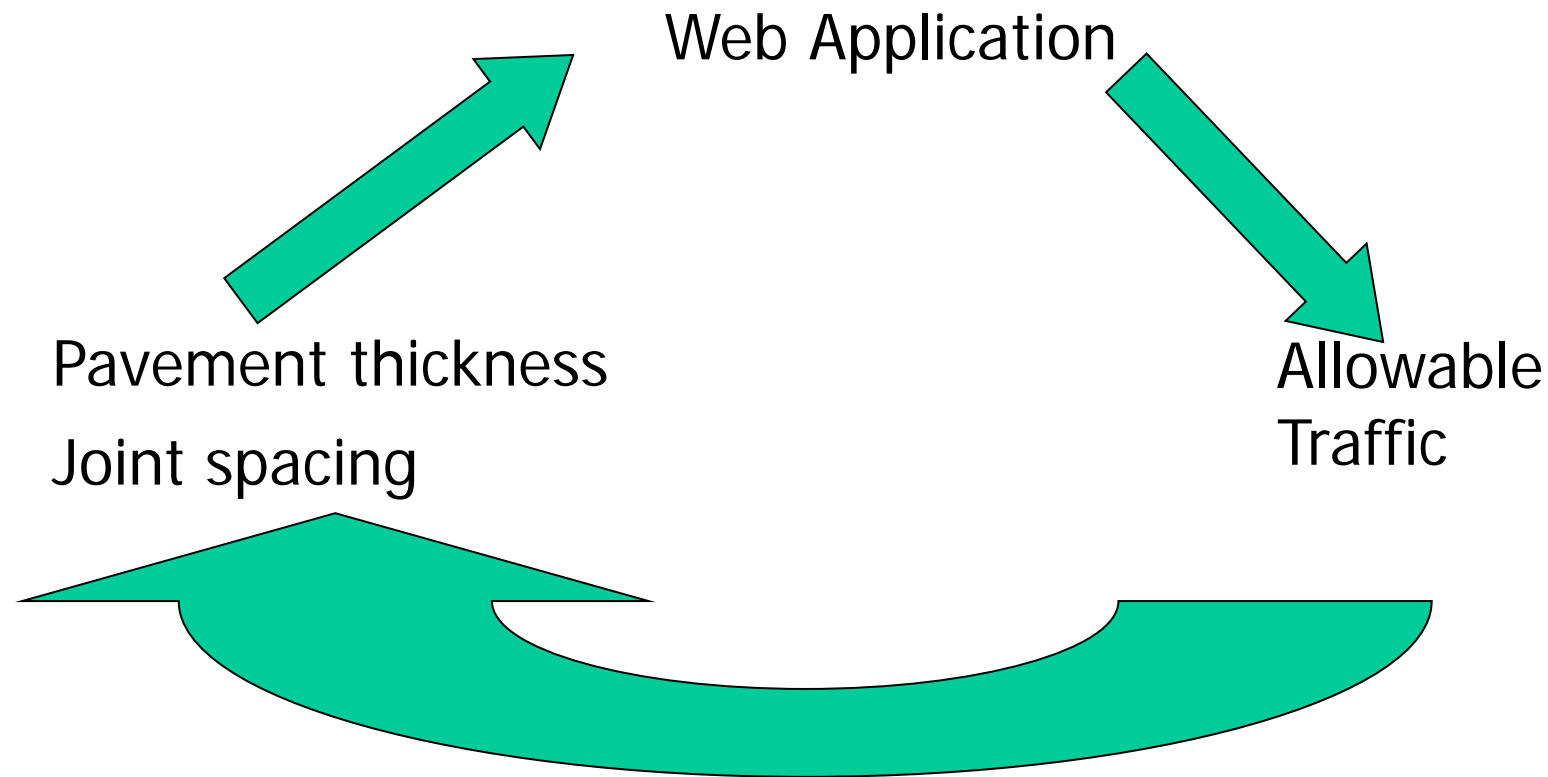 Web Application
Pavement thickness
Joint spacing
Allowable
Traffic